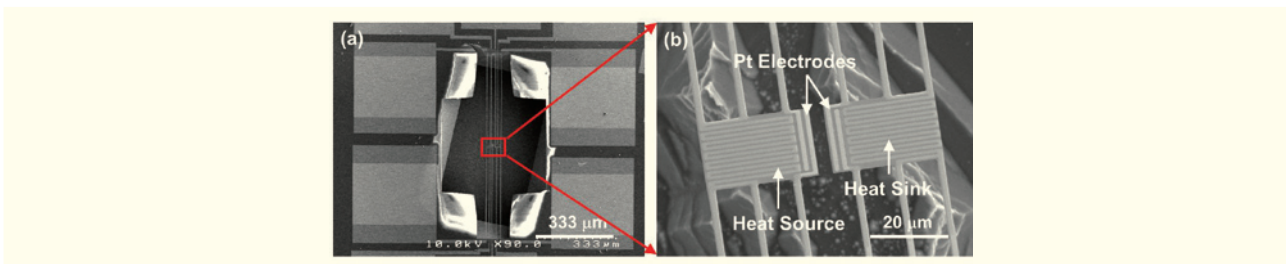 (a)
333 μm
10.0kV X90.0 333μm
(b)
Pt Electrodes
Heat Sink
Heat Source
20 μm